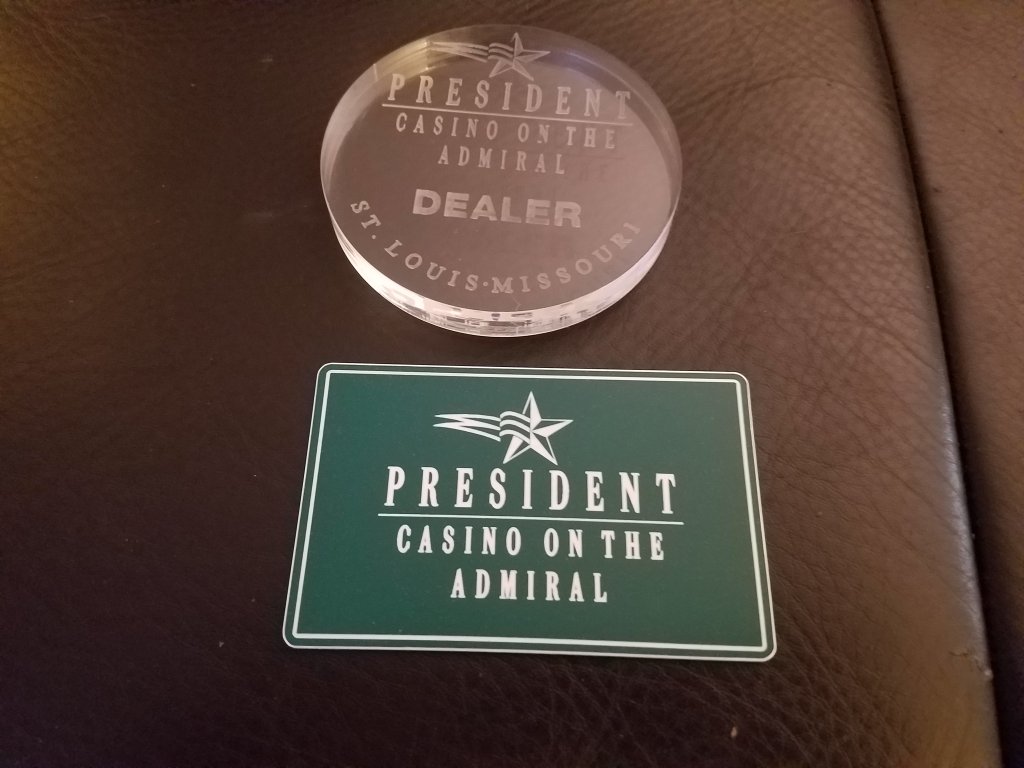 PRESIDENT
CASINO ON THE
ADMIRAL
DEALER
ST. LOUIS·MISSOURI
PRESIDENT
CASINO ON THE
ADMIRAL